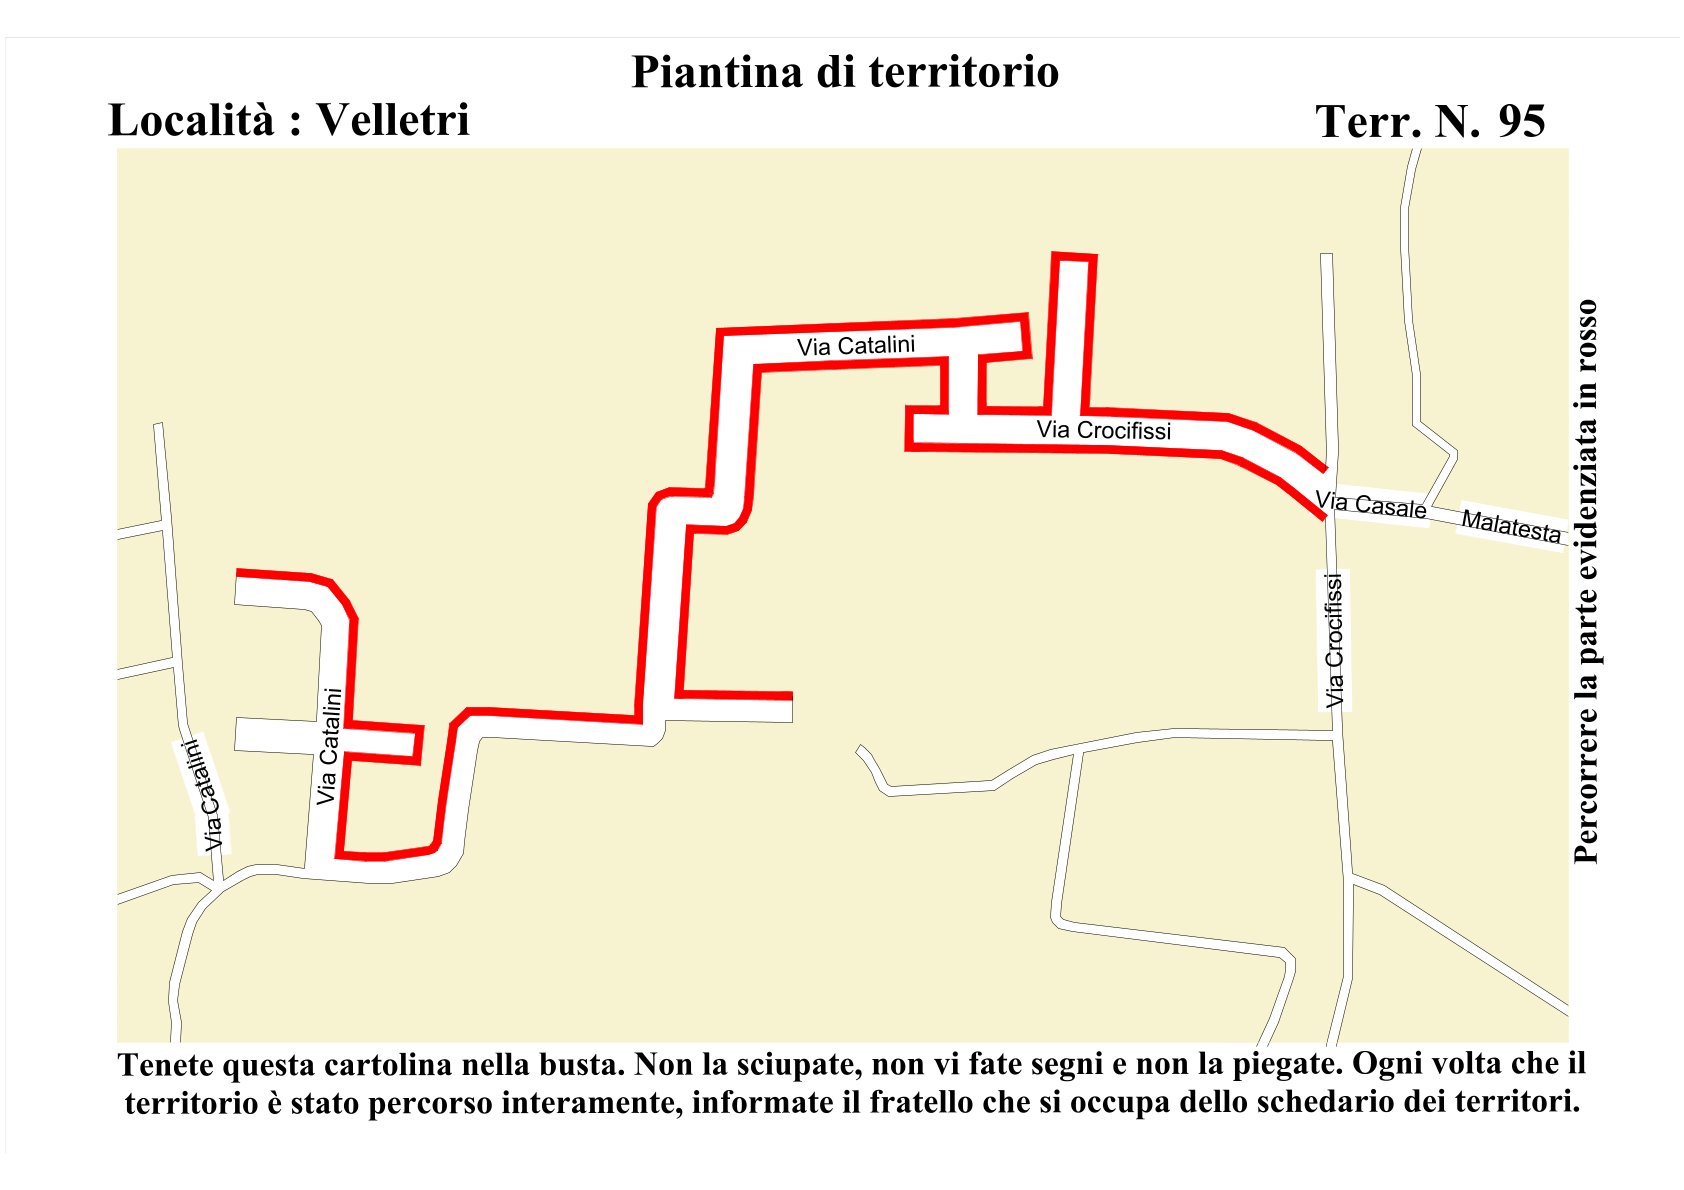 Piantina di territorio
Località : Velletri
Terr. N. 95
Via Catalini
Via Crocifissi
Via Casale
Malatesta
Via Crocifissi
Via Catalini
Via Catalini
Percorrere la parte evidenziata in rosso
Tenete questa cartolina nella busta. Non la sciupate, non vi fate segni e non la piegate. Ogni volta che il
territorio è stato percorso interamente, informate il fratello che si occupa dello schedario dei territori.